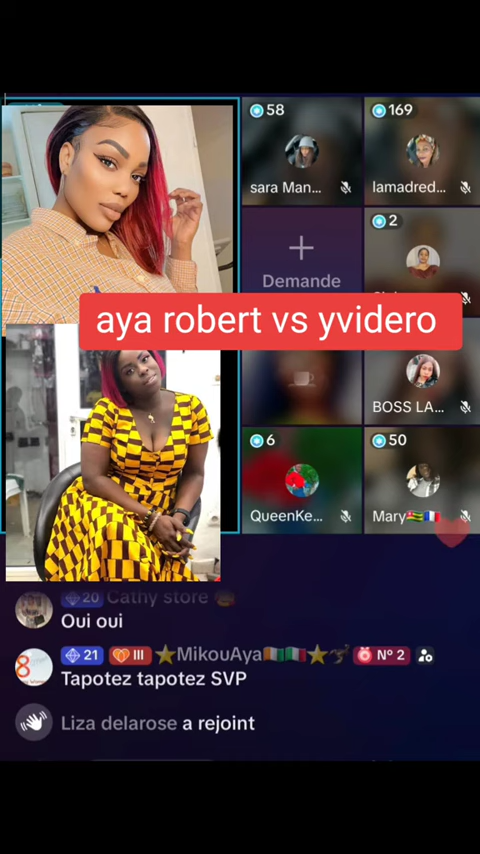 58
169
sara Man...
lamadred...
2
Demande
aya robert vs yvidero
BOSS LA...
6
50
QueenKe...
Mary🇹🇬🇫🇷
20 Cathy store
Oui oui
21 III ⭐MikouAya🇨🇮🇳🇬⭐ N° 2
Tapotez tapotez SVP
Liza delarose a rejoint